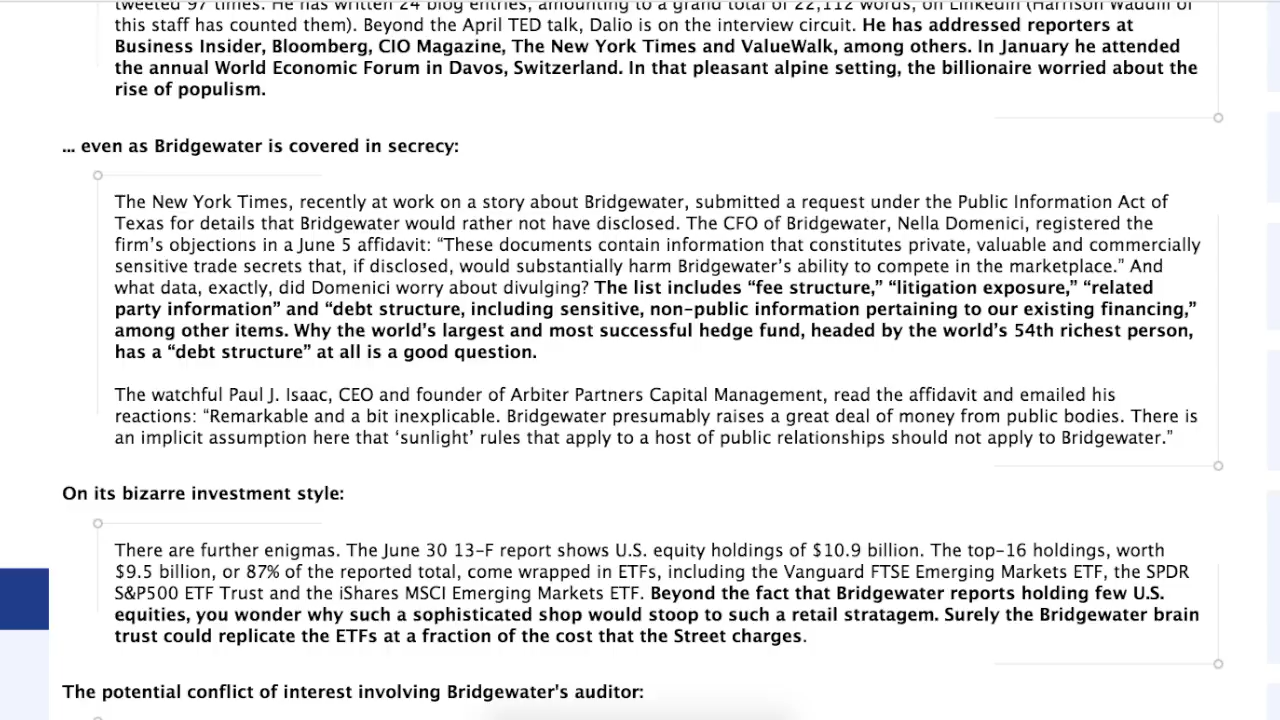 tweeted 97 times. He has written 24 blog entries, amounting to a grand total of 22,112 words, on LinkedIn (Harrison Waddill of
this staff has counted them). Beyond the April TED talk, Dalio is on the interview circuit. He has addressed reporters at
Business Insider, Bloomberg, CIO Magazine, The New York Times and ValueWalk, among others. In January he attended
the annual World Economic Forum in Davos, Switzerland. In that pleasant alpine setting, the billionaire worried about the
rise of populism.
... even as Bridgewater is covered in secrecy:
The New York Times, recently at work on a story about Bridgewater, submitted a request under the Public Information Act of
Texas for details that Bridgewater would rather not have disclosed. The CFO of Bridgewater, Nella Domenici, registered the
firm’s objections in a June 5 affidavit: “These documents contain information that constitutes private, valuable and commercially
sensitive trade secrets that, if disclosed, would substantially harm Bridgewater’s ability to compete in the marketplace.” And
what data, exactly, did Domenici worry about divulging? The list includes “fee structure,” “litigation exposure,” “related
party information” and “debt structure, including sensitive, non-public information pertaining to our existing financing,”
among other items. Why the world’s largest and most successful hedge fund, headed by the world’s 54th richest person,
has a “debt structure” at all is a good question.
The watchful Paul J. Isaac, CEO and founder of Arbiter Partners Capital Management, read the affidavit and emailed his
reactions: “Remarkable and a bit inexplicable. Bridgewater presumably raises a great deal of money from public bodies. There is
an implicit assumption here that ‘sunlight’ rules that apply to a host of public relationships should not apply to Bridgewater.”
On its bizarre investment style:
There are further enigmas. The June 30 13-F report shows U.S. equity holdings of $10.9 billion. The top-16 holdings, worth
$9.5 billion, or 87% of the reported total, come wrapped in ETFs, including the Vanguard FTSE Emerging Markets ETF, the SPDR
S&P500 ETF Trust and the iShares MSCI Emerging Markets ETF. Beyond the fact that Bridgewater reports holding few U.S.
equities, you wonder why such a sophisticated shop would stoop to such a retail stratagem. Surely the Bridgewater brain
trust could replicate the ETFs at a fraction of the cost that the Street charges.
The potential conflict of interest involving Bridgewater's auditor: